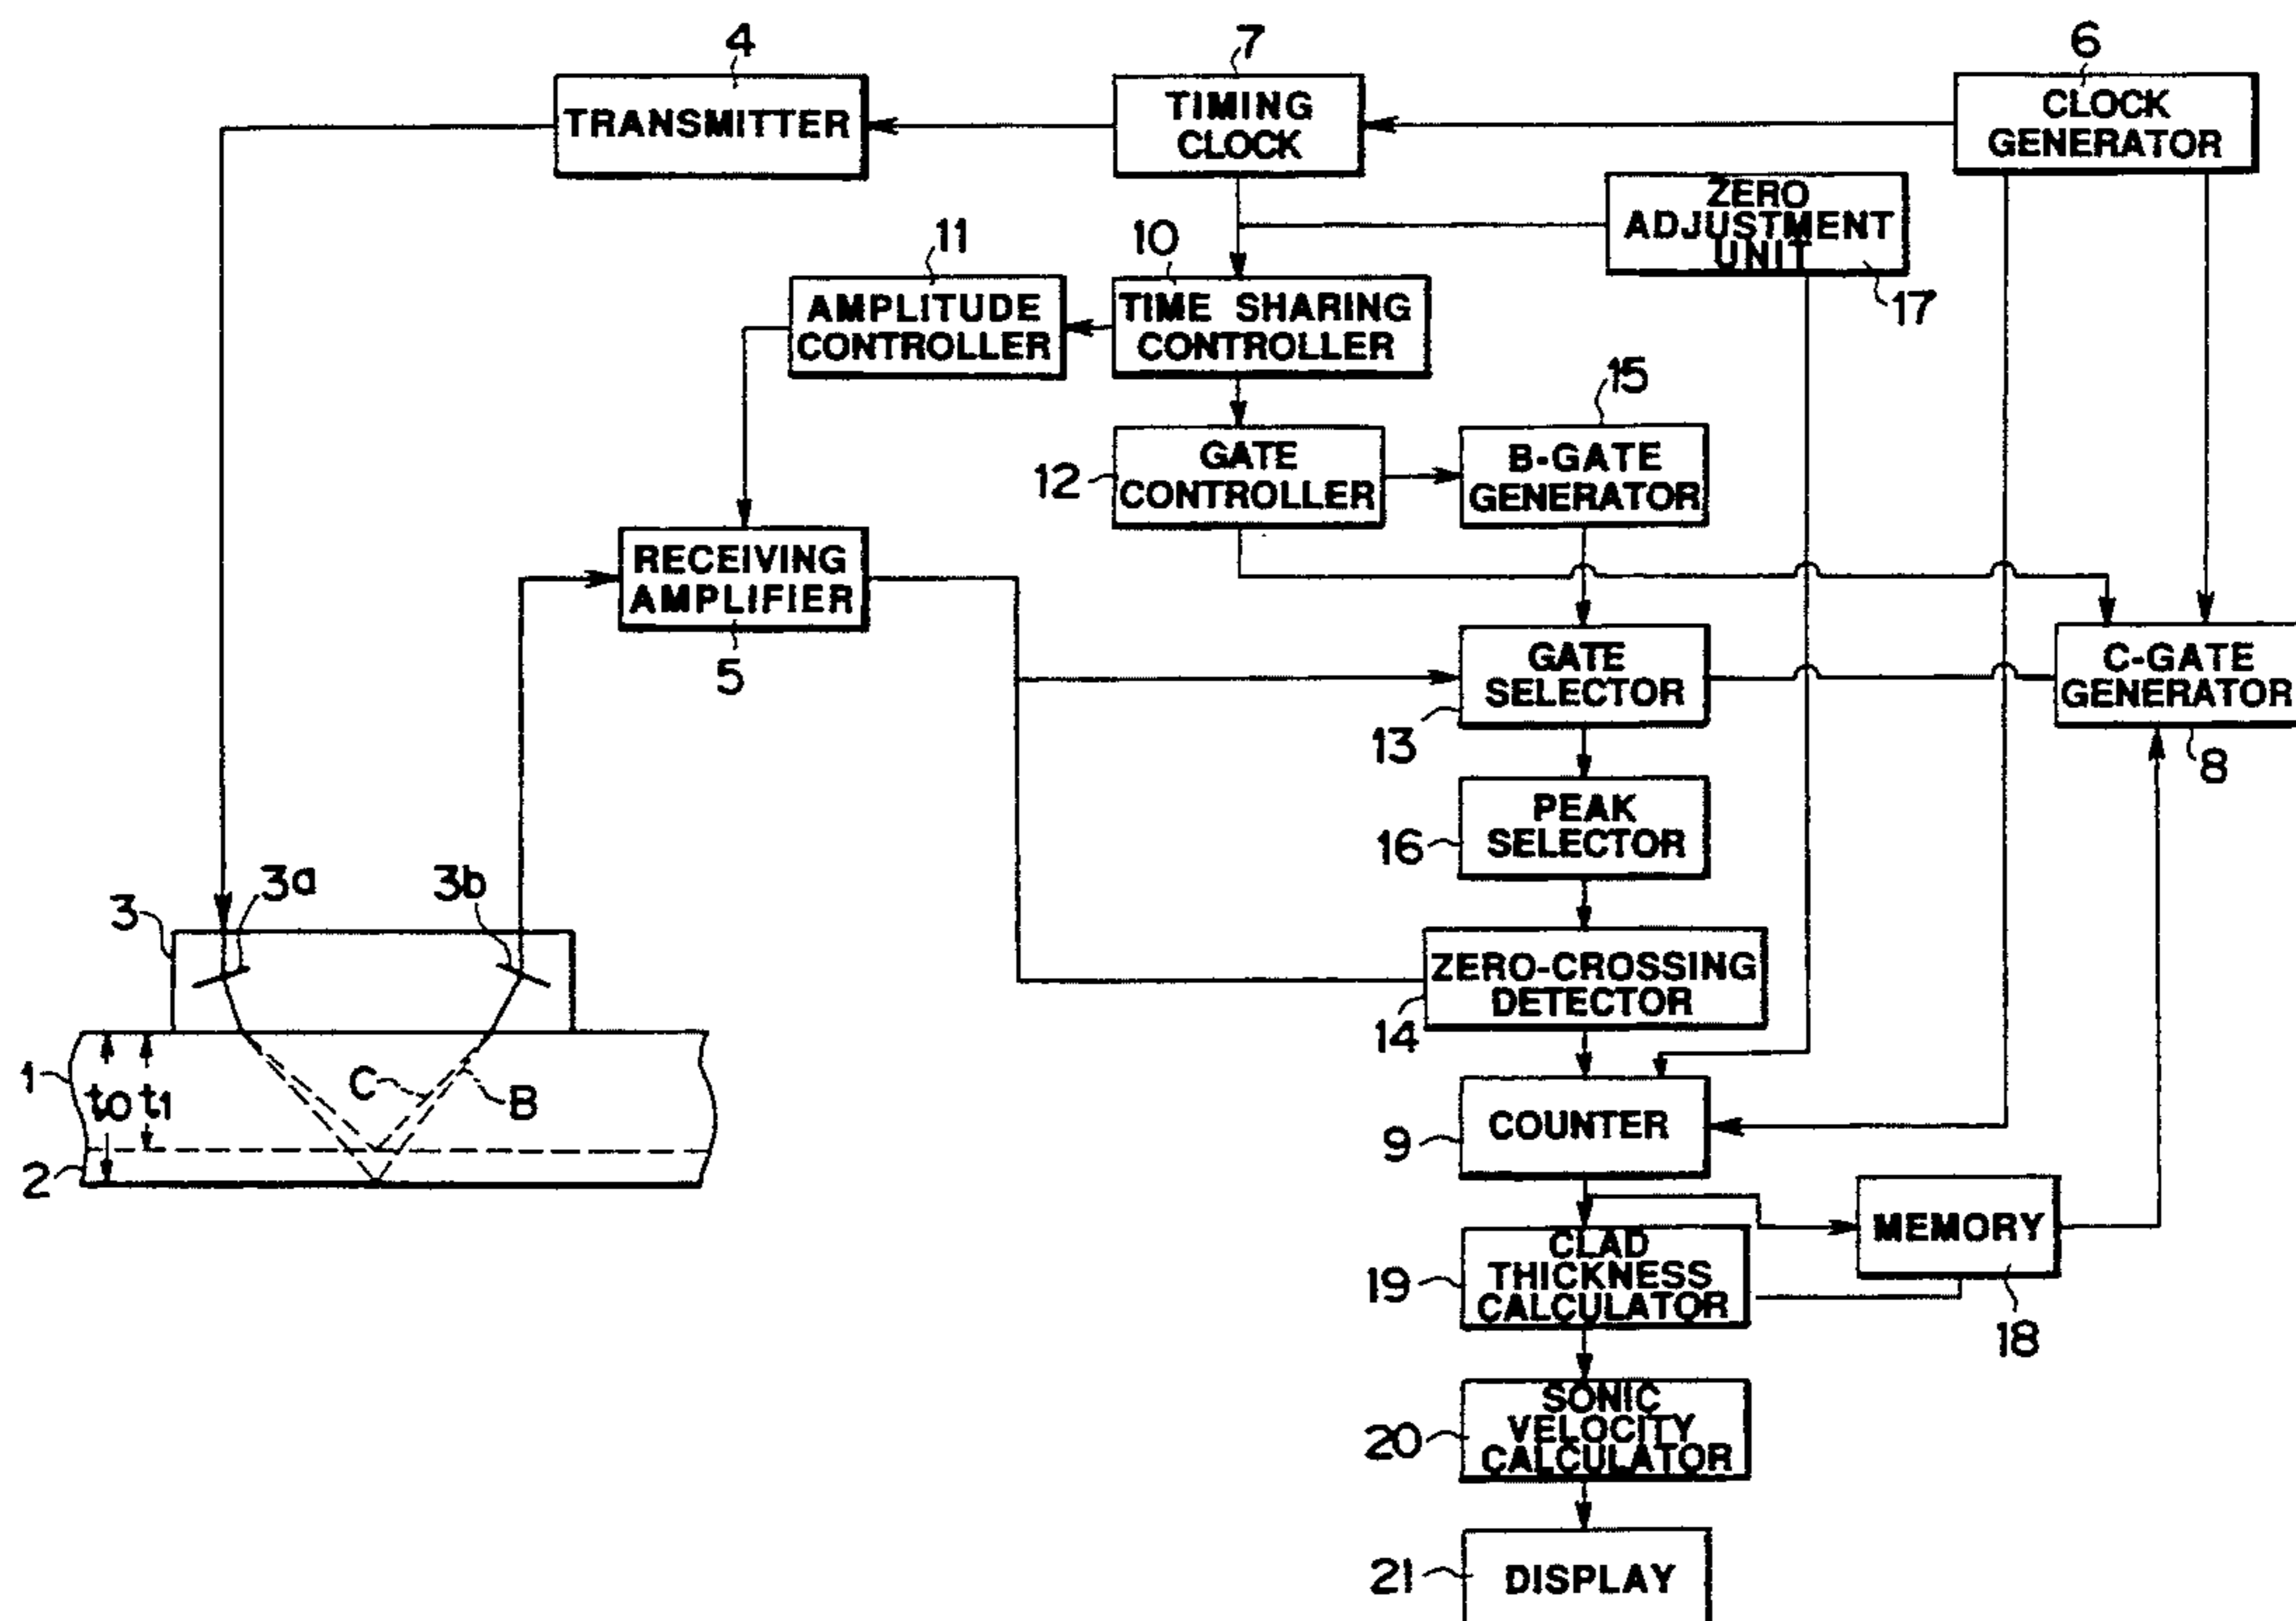 4
7
6
TRANSMITTER
TIMING
CLOCK
CLOCK
GENERATOR
ZERO
ADJUSTMENT
UNIT
17
11
10
AMPLITUDE
CONTROLLER
TIME SHARING
CONTROLLER
15
12
GATE
CONTROLLER
B-GATE
GENERATOR
RECEIVING
AMPLIFIER
5
GATE
SELECTOR
13
C-GATE
GENERATOR
8
PEAK
SELECTOR
16
3
3a
3b
ZERO-CROSSING
DETECTOR
14
1
t0
t1
C
B
2
COUNTER
9
MEMORY
18
CLAD
THICKNESS
CALCULATOR
19
SONIC
VELOCITY
CALCULATOR
20
21
DISPLAY